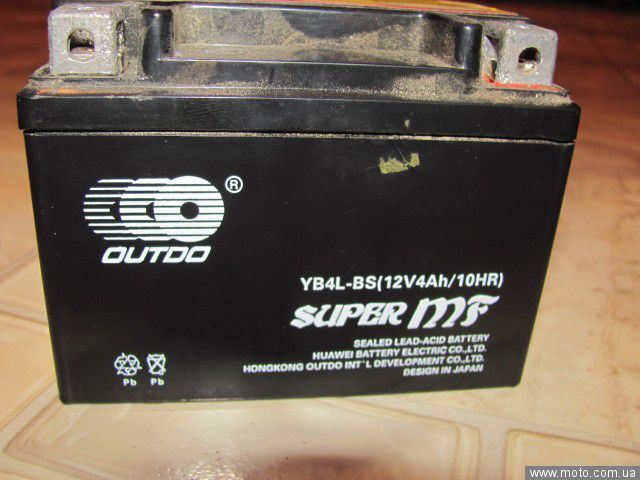 ®
OUTDO
YB4L-BS(12V4Ah/10HR)
SUPER MF
SEALED LEAD-ACID BATTERY
HUAWEI BATTERY ELECTRIC CO.,LTD.
HONGKONG OUTDO INT`L DEVELOPMENT CO.,LTD.
DESIGN IN JAPAN
Pb Pb
www.moto.com.ua